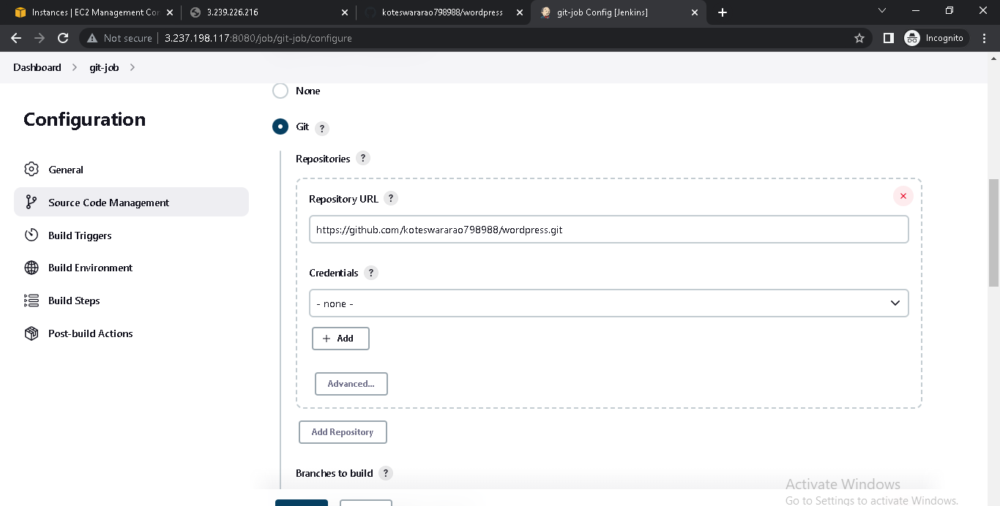 Instances | EC2 Management Con
3.239.226.216
koteswararao798988/wordpress
git-job Config [Jenkins]
Not secure
3.237.198.117:8080/job/git-job/configure
Incognito
Dashboard
git-job
Configuration
General
Source Code Management
Build Triggers
Build Environment
Build Steps
Post-build Actions
None
Git ?
Repositories ?
Repository URL ?
https://github.com/koteswararao798988/wordpress.git
Credentials ?
- none -
+ Add
Advanced...
Add Repository
Branches to build ?
Activate Windows
Go to Settings to activate Windows.